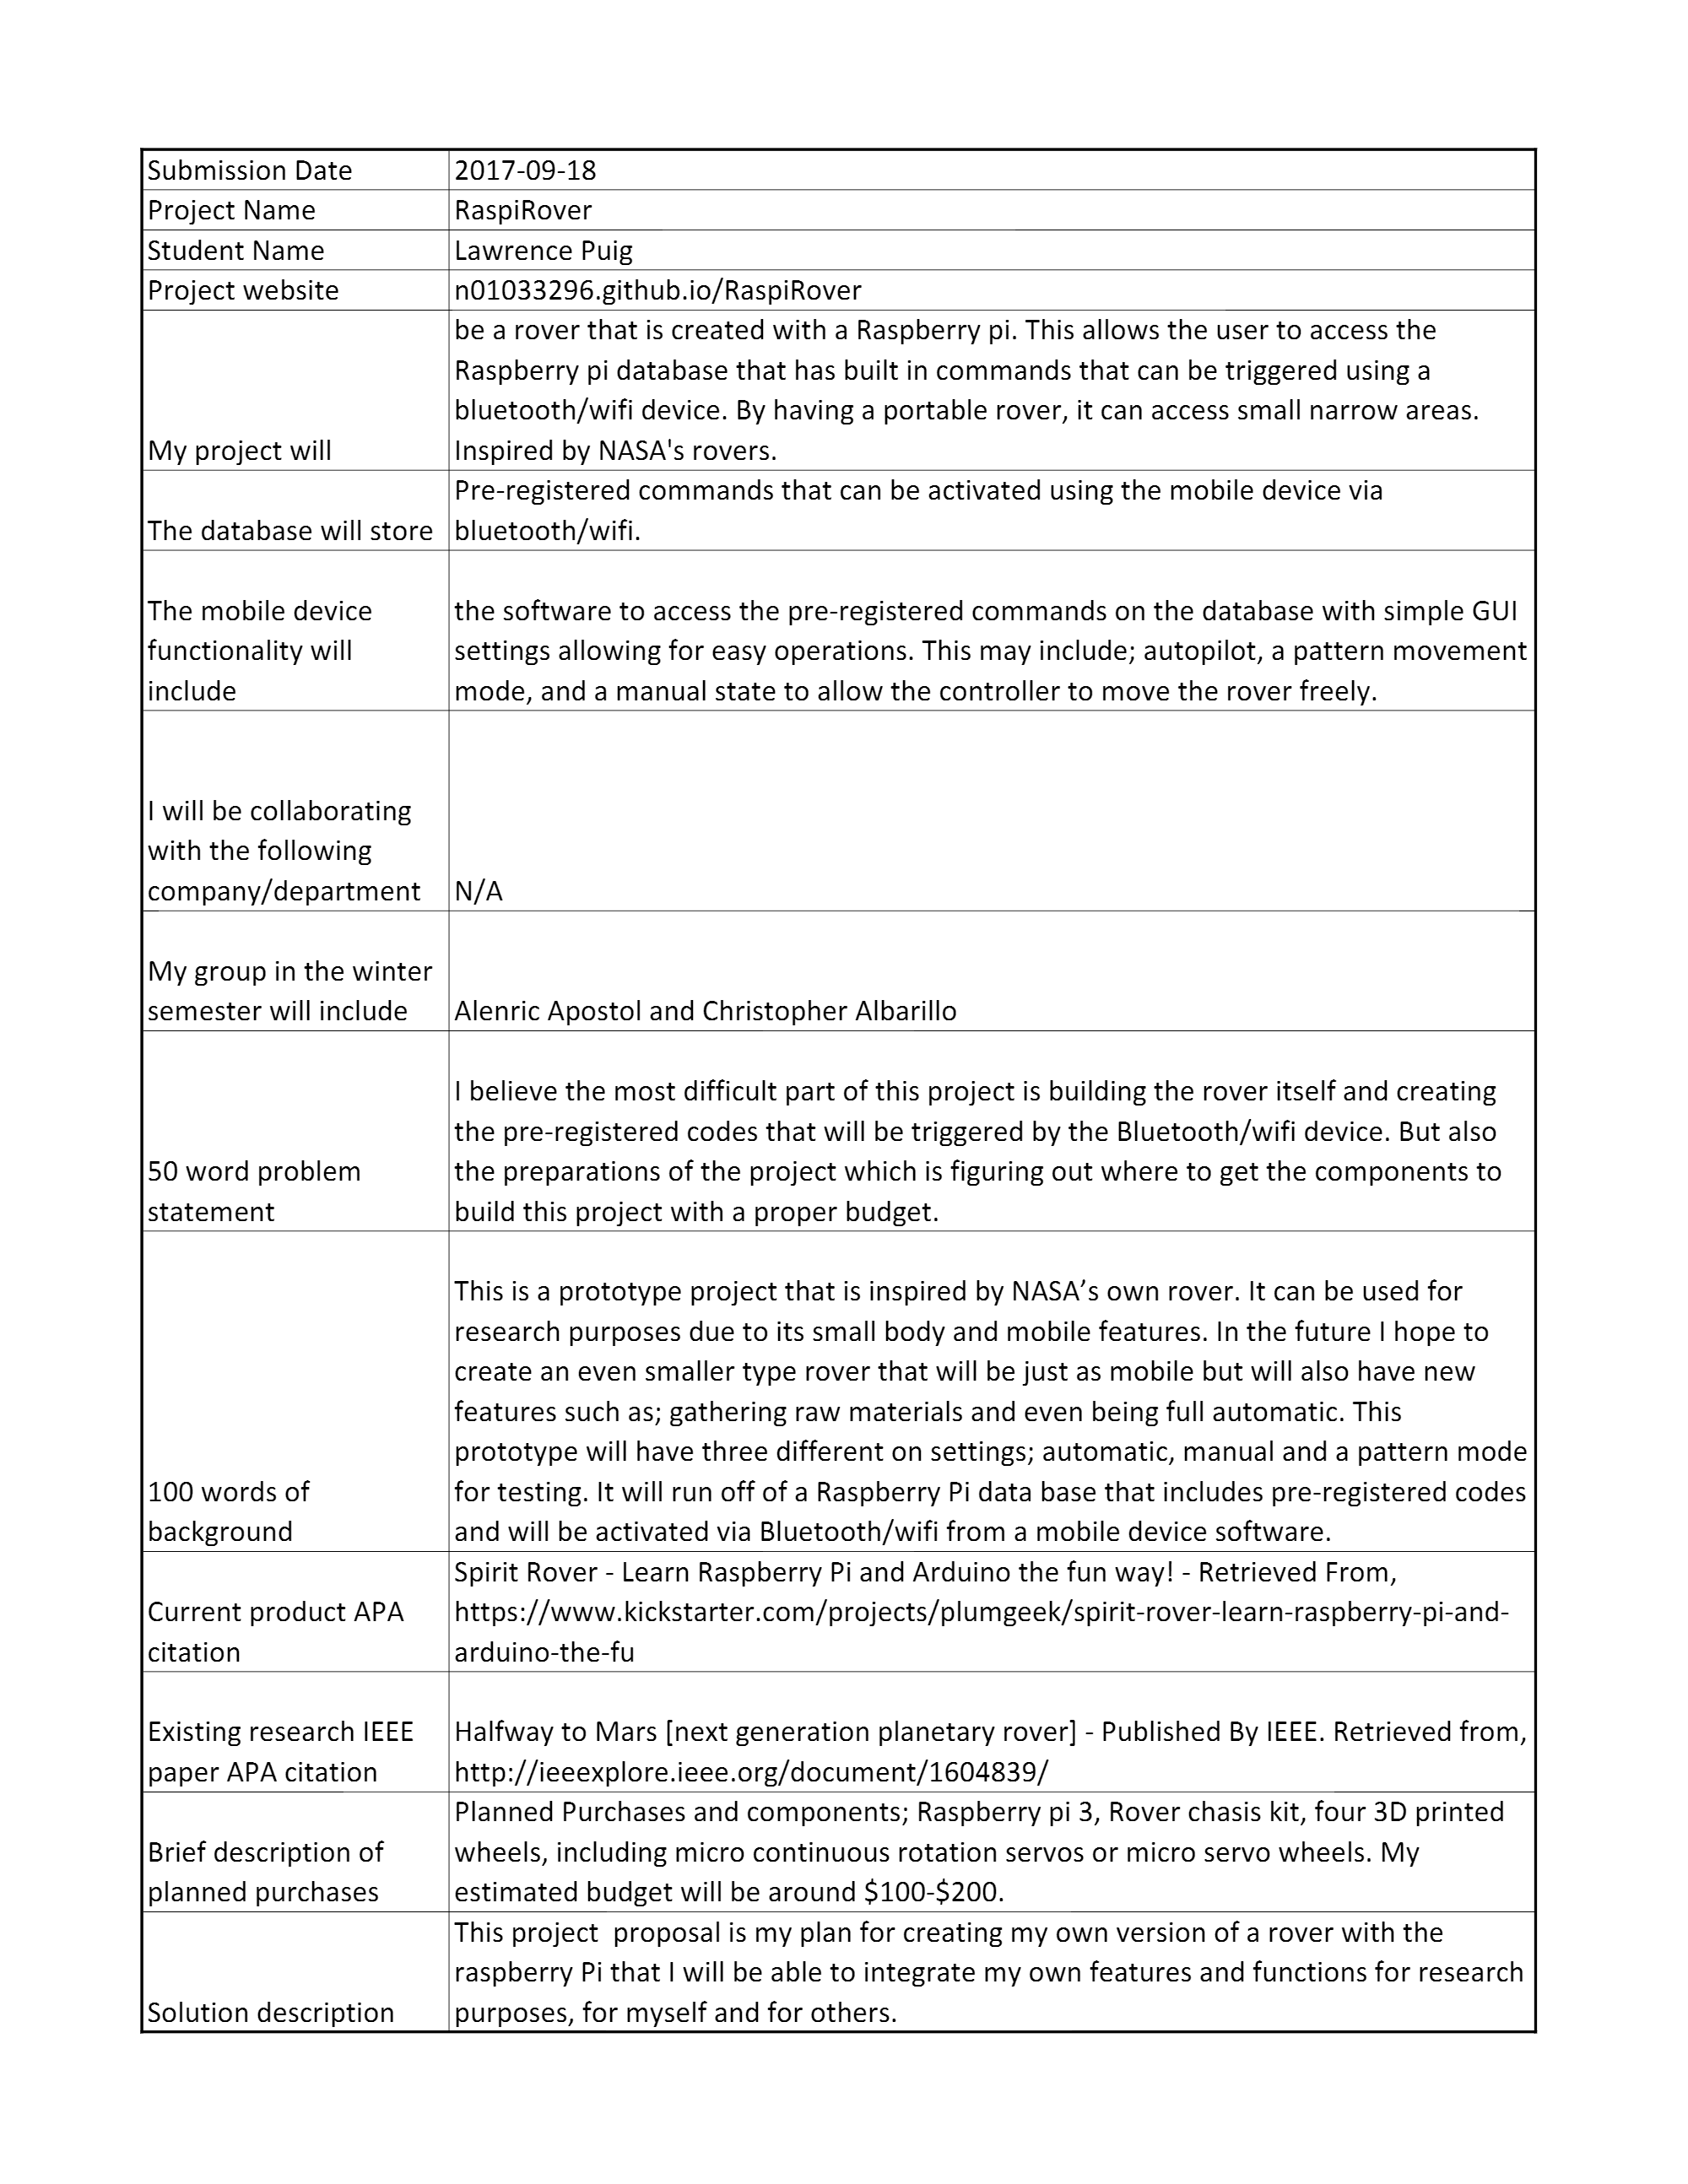 Submission Date 2017-09-18
Project Name RaspiRover
Student Name Lawrence Puig
Project website n01033296.github.io/RaspiRover
be a rover that is created with a Raspberry pi. This allows the user to access the
Raspberry pi database that has built in commands that can be triggered using a
bluetooth/wifi device. By having a portable rover, it can access small narrow areas.
My project will Inspired by NASA's rovers.
Pre-registered commands that can be activated using the mobile device via
The database will store bluetooth/wifi.
The mobile device the software to access the pre-registered commands on the database with simple GUI
functionality will settings allowing for easy operations. This may include; autopilot, a pattern movement
include mode, and a manual state to allow the controller to move the rover freely.
I will be collaborating
with the following
company/department N/A
My group in the winter
semester will include Alenric Apostol and Christopher Albarillo
I believe the most difficult part of this project is building the rover itself and creating
the pre-registered codes that will be triggered by the Bluetooth/wifi device. But also
50 word problem the preparations of the project which is figuring out where to get the components to
statement build this project with a proper budget.
This is a prototype project that is inspired by NASA’s own rover. It can be used for
research purposes due to its small body and mobile features. In the future I hope to
create an even smaller type rover that will be just as mobile but will also have new
features such as; gathering raw materials and even being full automatic. This
prototype will have three different on settings; automatic, manual and a pattern mode
100 words of for testing. It will run off of a Raspberry Pi data base that includes pre-registered codes
background and will be activated via Bluetooth/wifi from a mobile device software.
Spirit Rover - Learn Raspberry Pi and Arduino the fun way! - Retrieved From,
Current product APA https://www.kickstarter.com/projects/plumgeek/spirit-rover-learn-raspberry-pi-and-
citation arduino-the-fu
Existing research IEEE Halfway to Mars [next generation planetary rover] - Published By IEEE. Retrieved from,
paper APA citation http://ieeexplore.ieee.org/document/1604839/
Planned Purchases and components; Raspberry pi 3, Rover chasis kit, four 3D printed
Brief description of wheels, including micro continuous rotation servos or micro servo wheels. My
planned purchases estimated budget will be around $100-$200.
This project  proposal is my plan for creating my own version of a rover with the
raspberry Pi that I will be able to integrate my own features and functions for research
Solution description purposes, for myself and for others.